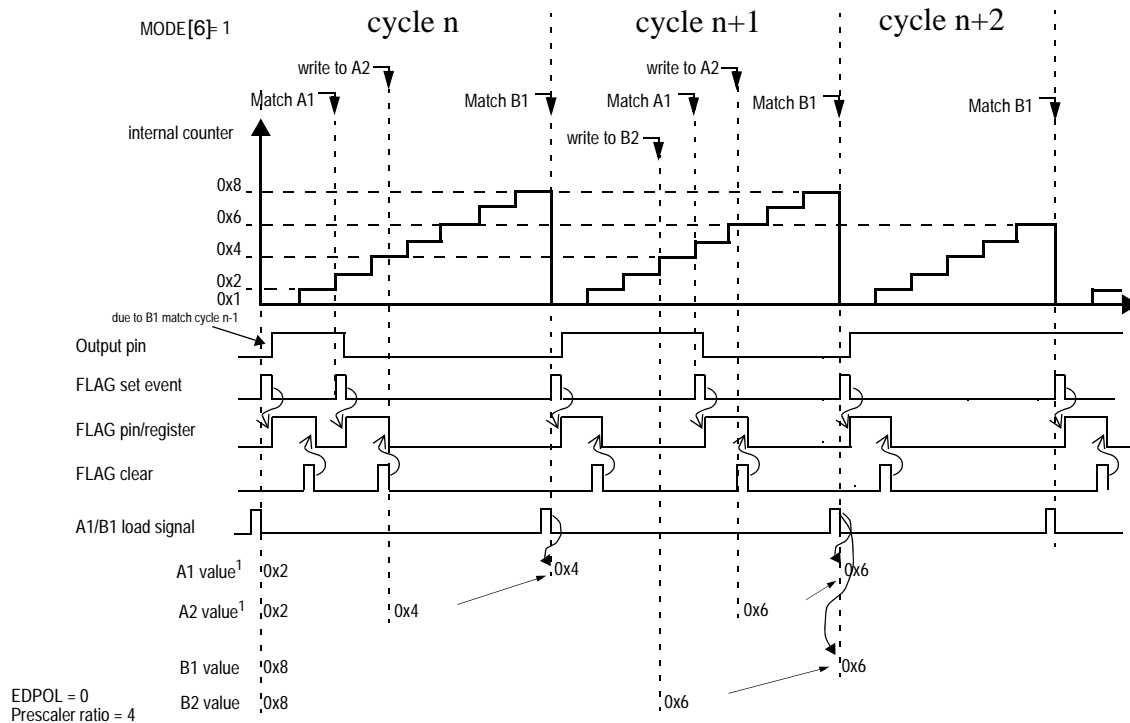 MODE[6]= 1
cycle n
cycle n+1
cycle n+2
write to A2
write to A2
Match A1
Match B1
Match A1
Match B1
Match B1
internal counter
write to B2
0x8
0x6
0x4
0x2
0x1
due to B1 match cycle n-1
Output pin
FLAG set event
FLAG pin/register
FLAG clear
A1/B1 load signal
A1 value1 0x2 0x4 0x6
A2 value1 0x2 0x4 0x6
B1 value 0x8 0x6
B2 value 0x8 0x6
EDPOL = 0
Prescaler ratio = 4